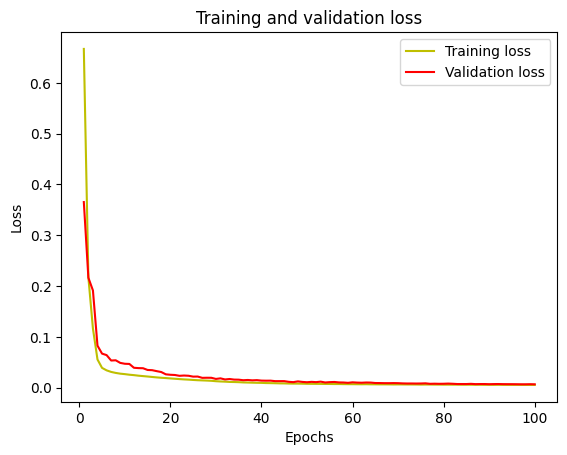 Training and validation loss
Training loss
Validation loss
0.6
0.5
0.4
0.3
0.2
0.1
0.0
Loss
0 20 40 60 80 100
Epochs